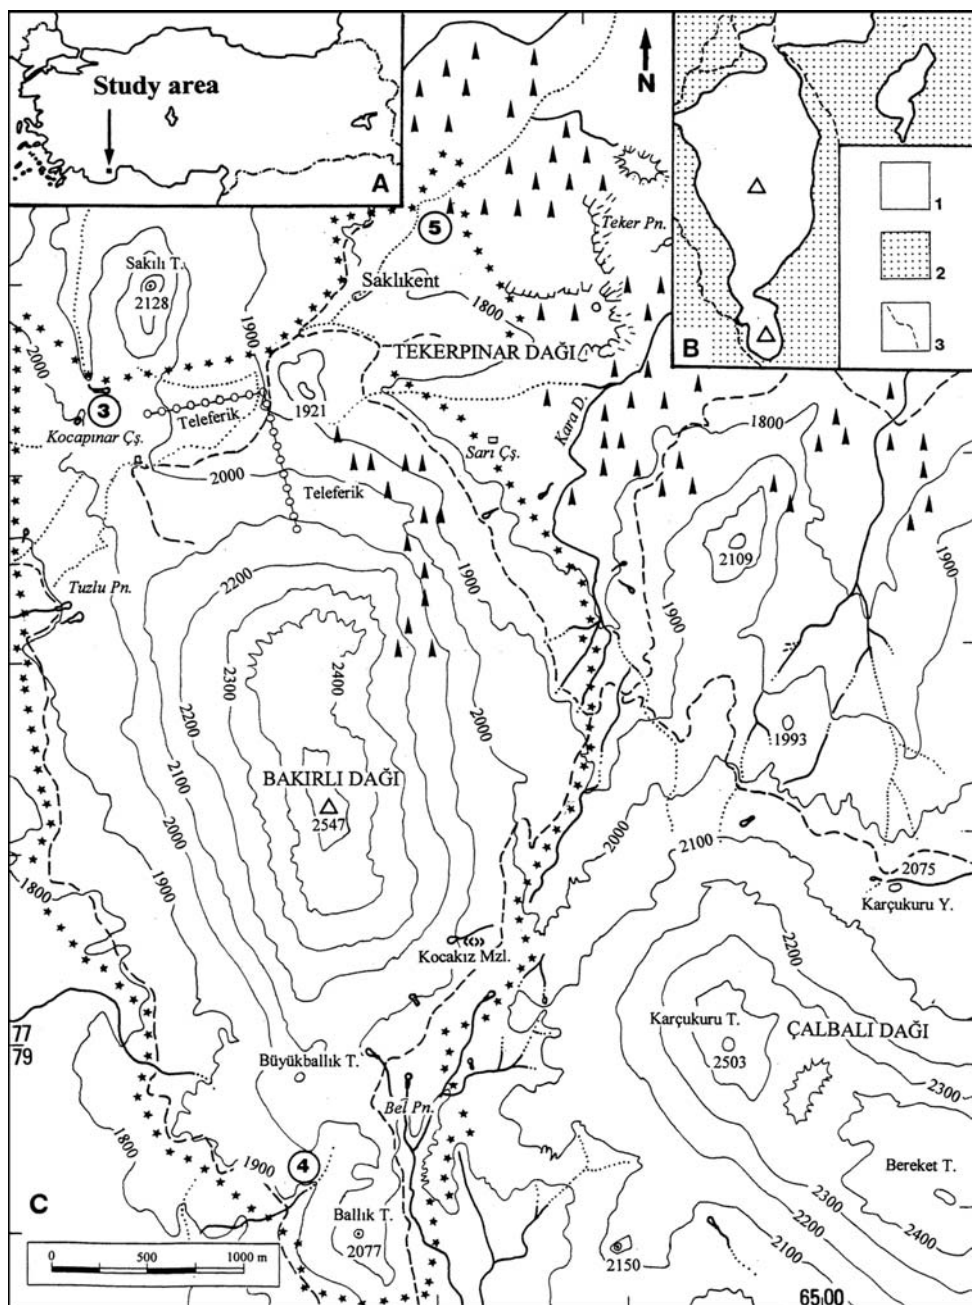 Study area
A
N
B
1
2
3
5
Teker Pn.
Sakılı T.
2128
Saklıkent
1800
1900
2000
TEKERPINAR DAĞI
3
Teleferik
1921
Kocapınar Çş.
Kara D.
Sarı Çş.
1800
2000
Teleferik
2109
1900
1900
1900
2200
Tuzlu Pn.
2400
2300
2000
2200
1993
BAKIRLI DAĞI
2547
2100
2000
2000
2100
2075
Karçukuru Y.
1900
1800
2200
Kocakız Mzl.
Karçukuru T.
ÇALBALI DAĞI
2503
77
79
Büyükballık T.
2300
Bel Pn.
1800
1900
4
Bereket T.
C
2300
Ballık T.
2200
2400
2077
2100
2150
0 500 1000 m
65 00